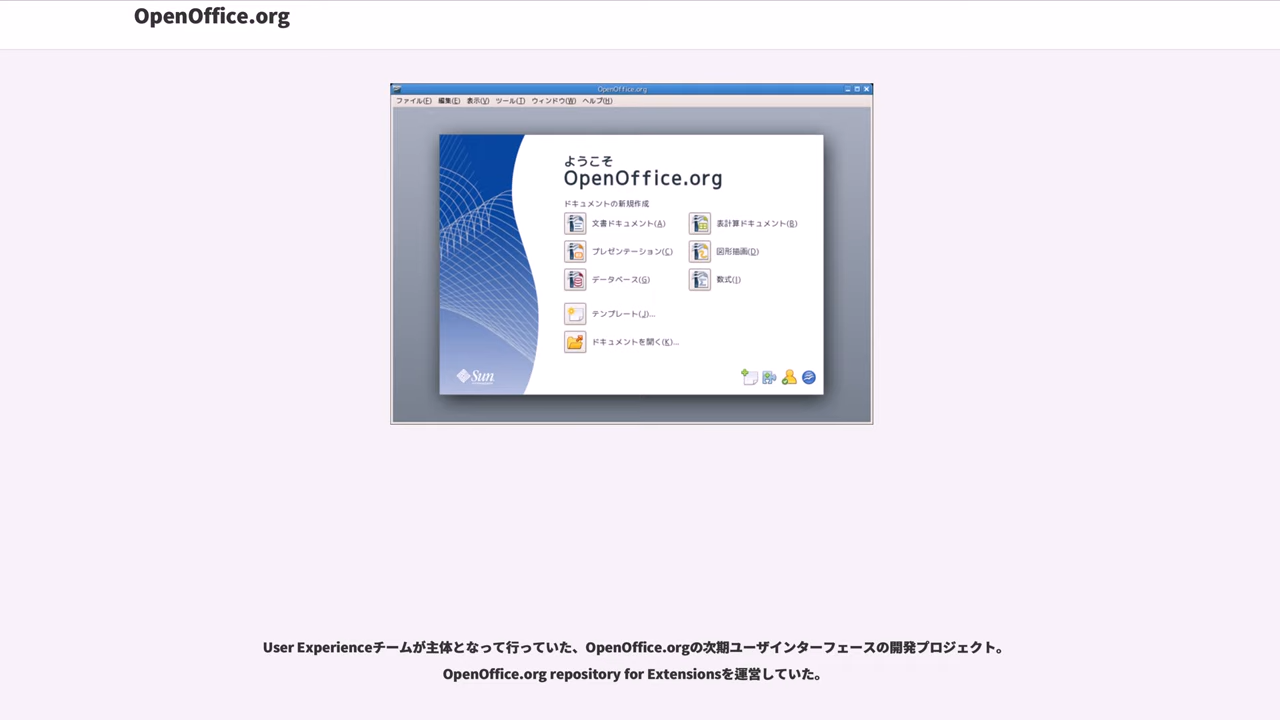 OpenOffice.org
OpenOffice.org
ファイル(F) 編集(E) 表示(V) ツール(T) ウィンドウ(W) ヘルプ(H)
ようこそ
OpenOffice.org
ドキュメントの新規作成
文書ドキュメント(A) 表計算ドキュメント(B)
プレゼンテーション(C) 図形描画(D)
データベース(G) 数式(I)
テンプレート(J)...
ドキュメントを開く(K)...
Sun
User Experienceチームが主体となって行っていた、OpenOffice.orgの次期ユーザインターフェースの開発プロジェクト。
OpenOffice.org repository for Extensionsを運営していた。